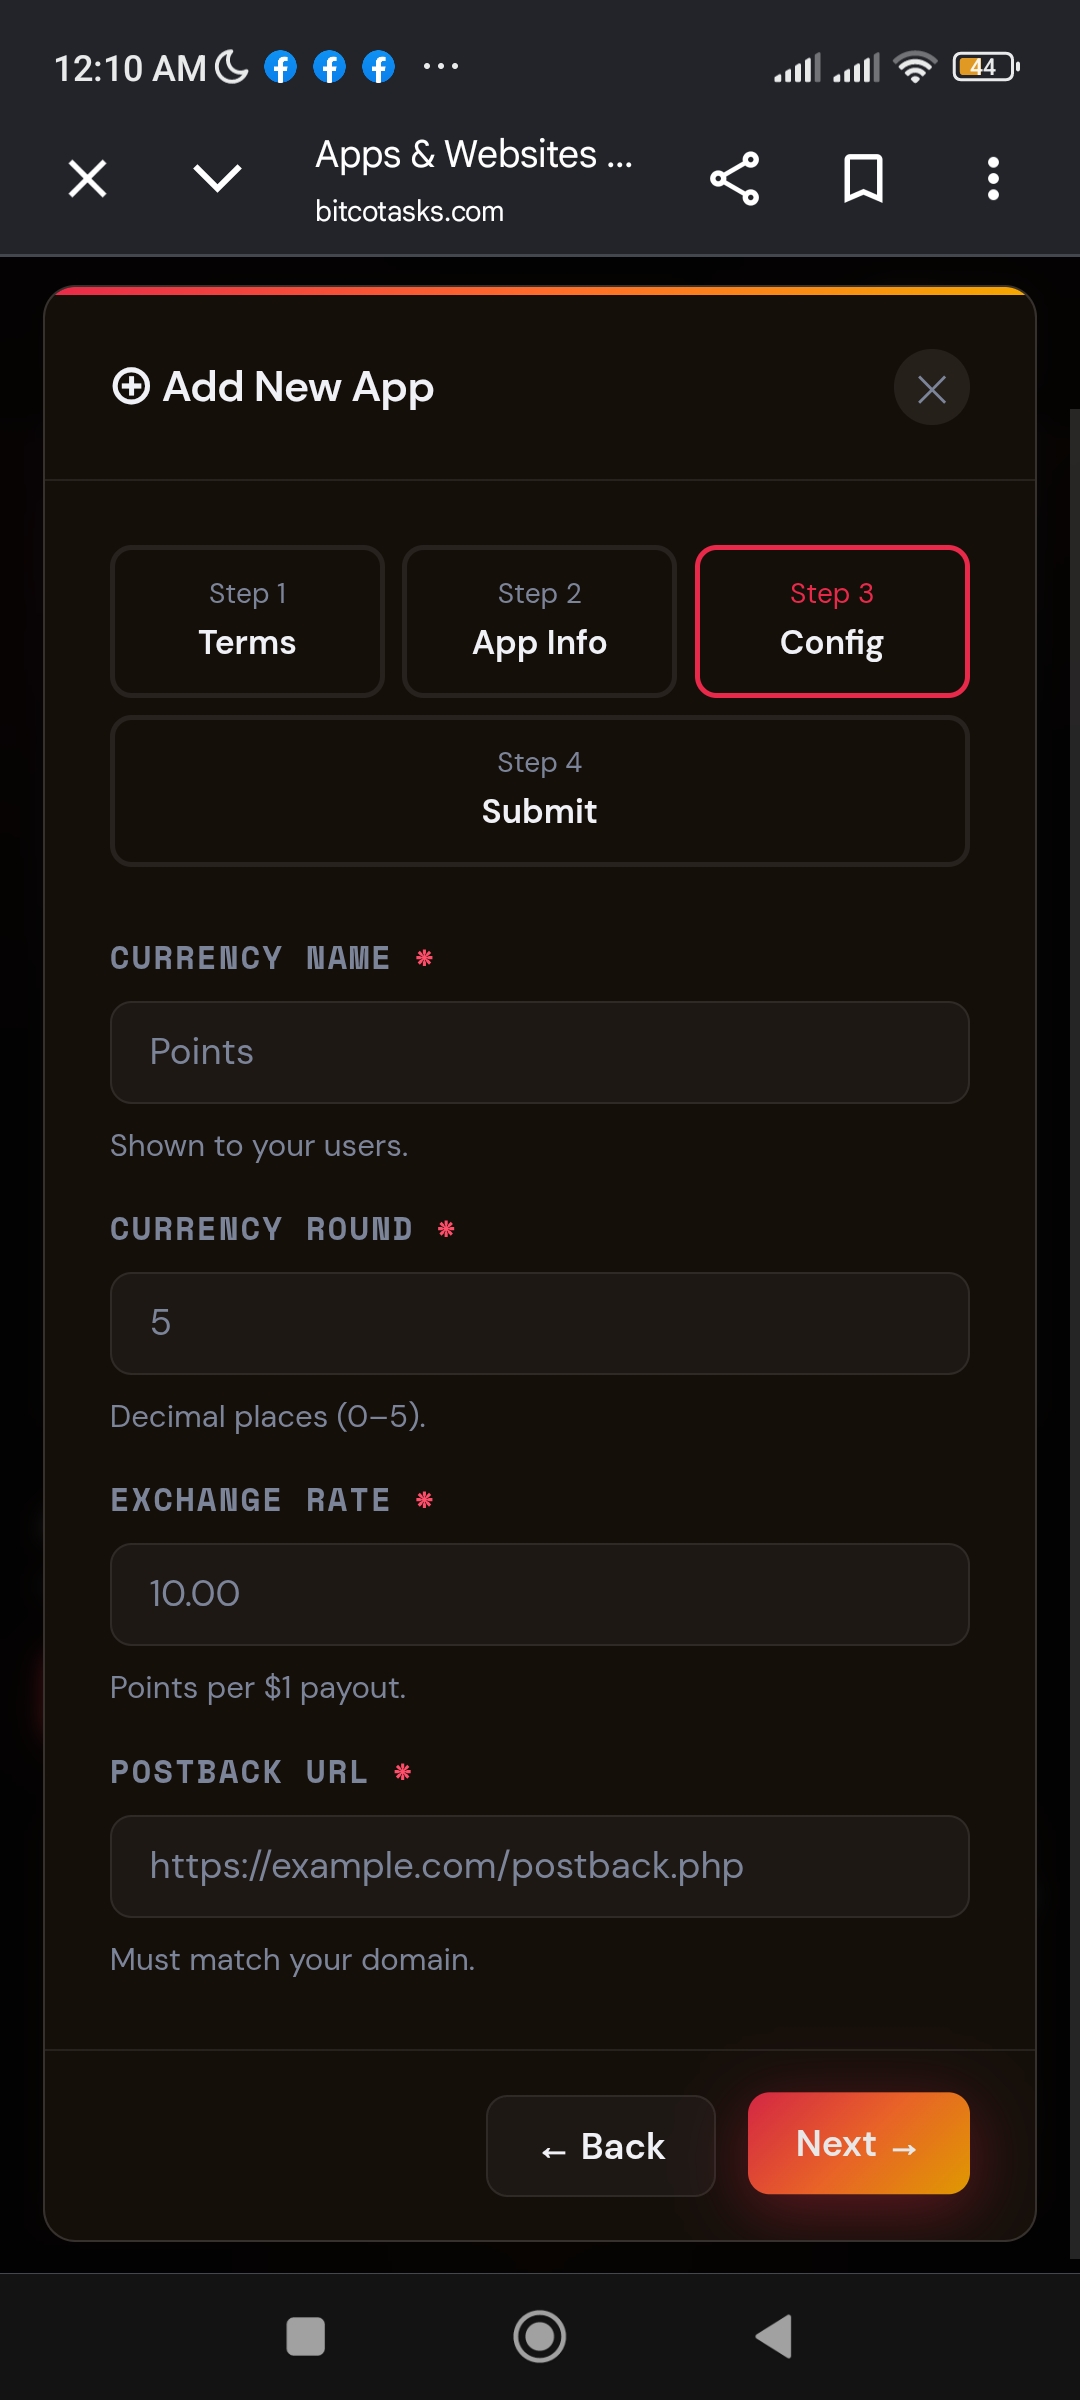 12:10 AM
44
Apps & Websites ...
bitcotasks.com
Add New App
Step 1
Terms
Step 2
App Info
Step 3
Config
Step 4
Submit
CURRENCY NAME *
Points
Shown to your users.
CURRENCY ROUND *
5
Decimal places (0–5).
EXCHANGE RATE *
10.00
Points per $1 payout.
POSTBACK URL *
https://example.com/postback.php
Must match your domain.
← Back
Next →